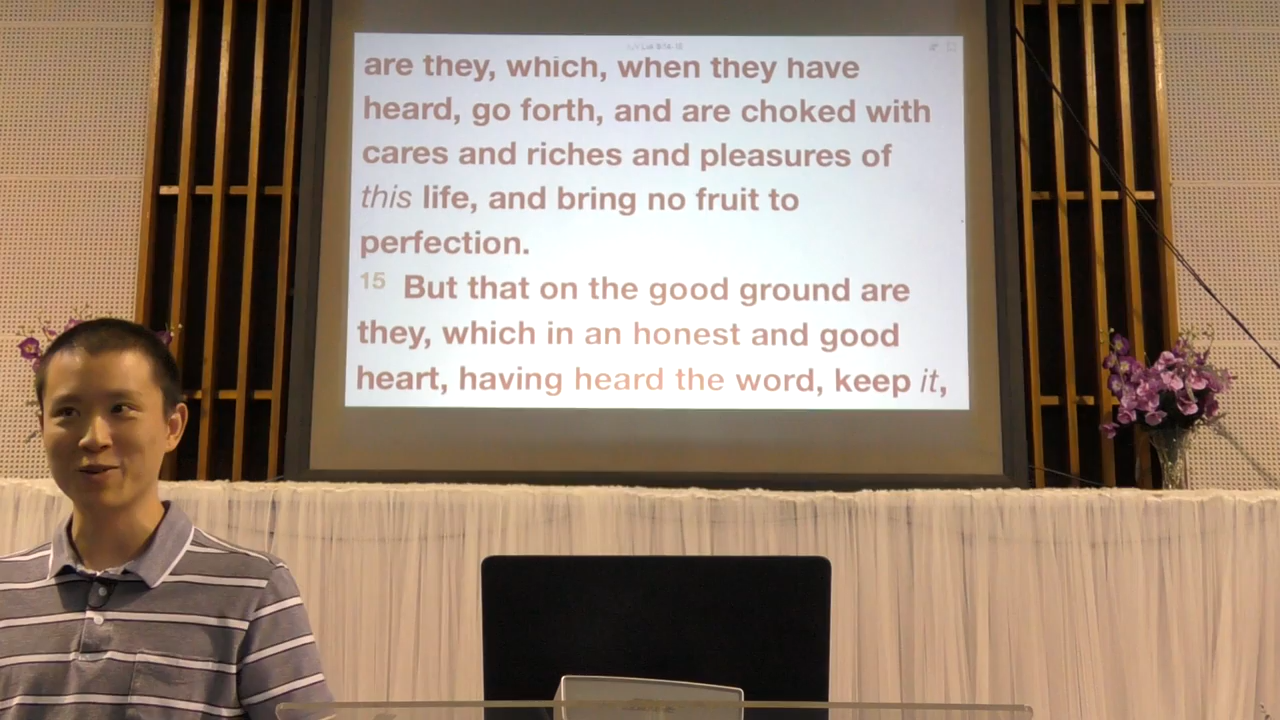 are they, which, when they have
heard, go forth, and are choked with
cares and riches and pleasures of
this life, and bring no fruit to
perfection.
15 But that on the good ground are
they, which in an honest and good
heart, having heard the word, keep it,